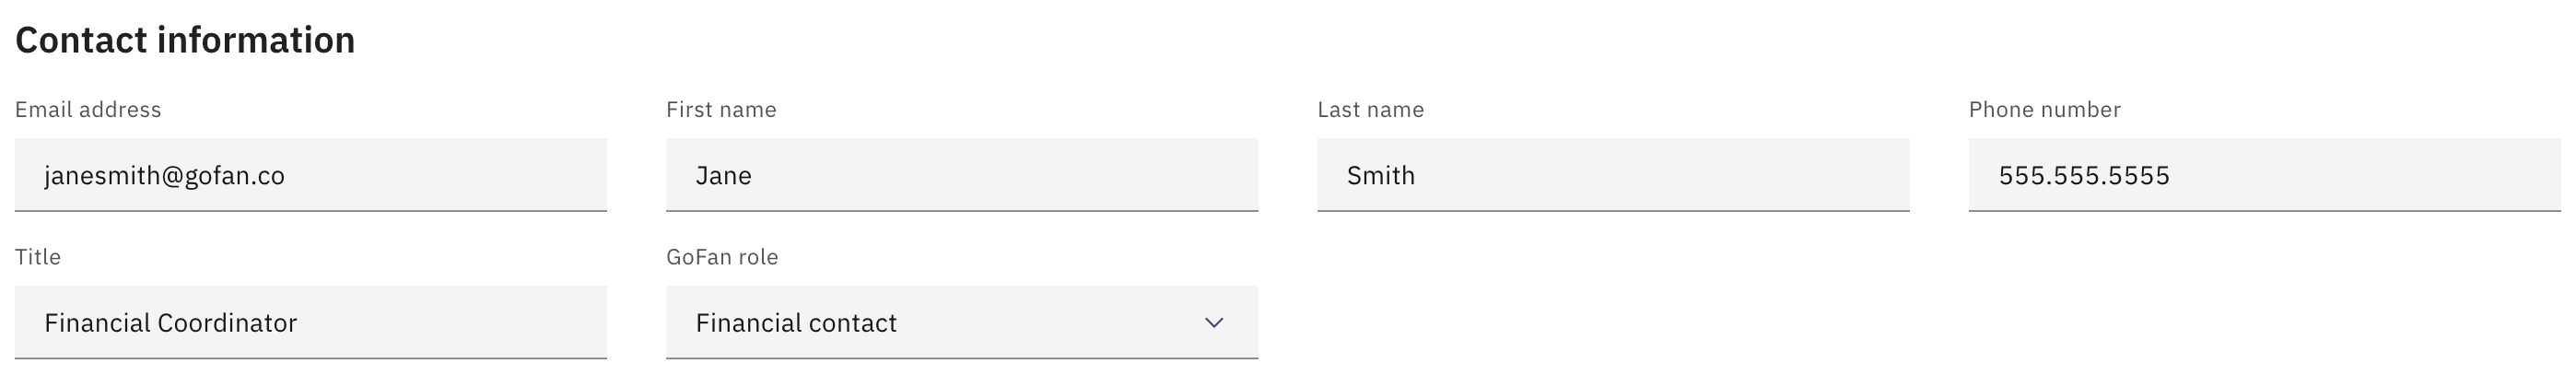 Contact information
Email address First name Last name Phone number
janesmith@gofan.co Jane Smith 555.555.5555
Title GoFan role
Financial Coordinator Financial contact